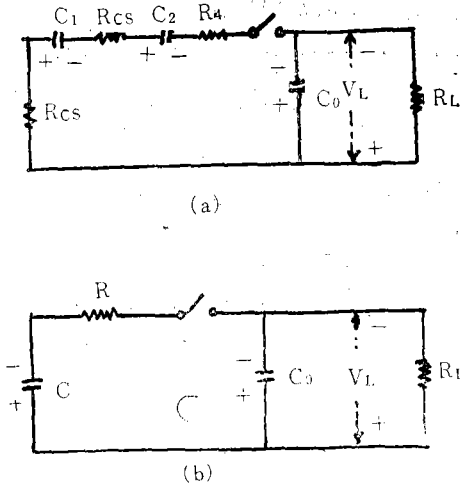 C1 RCS C2 R4
+ - + -
- -
+ C0 VL RL
RCS
+
(a)
R
- - -
+ C + C0 VL RL
+
(b)